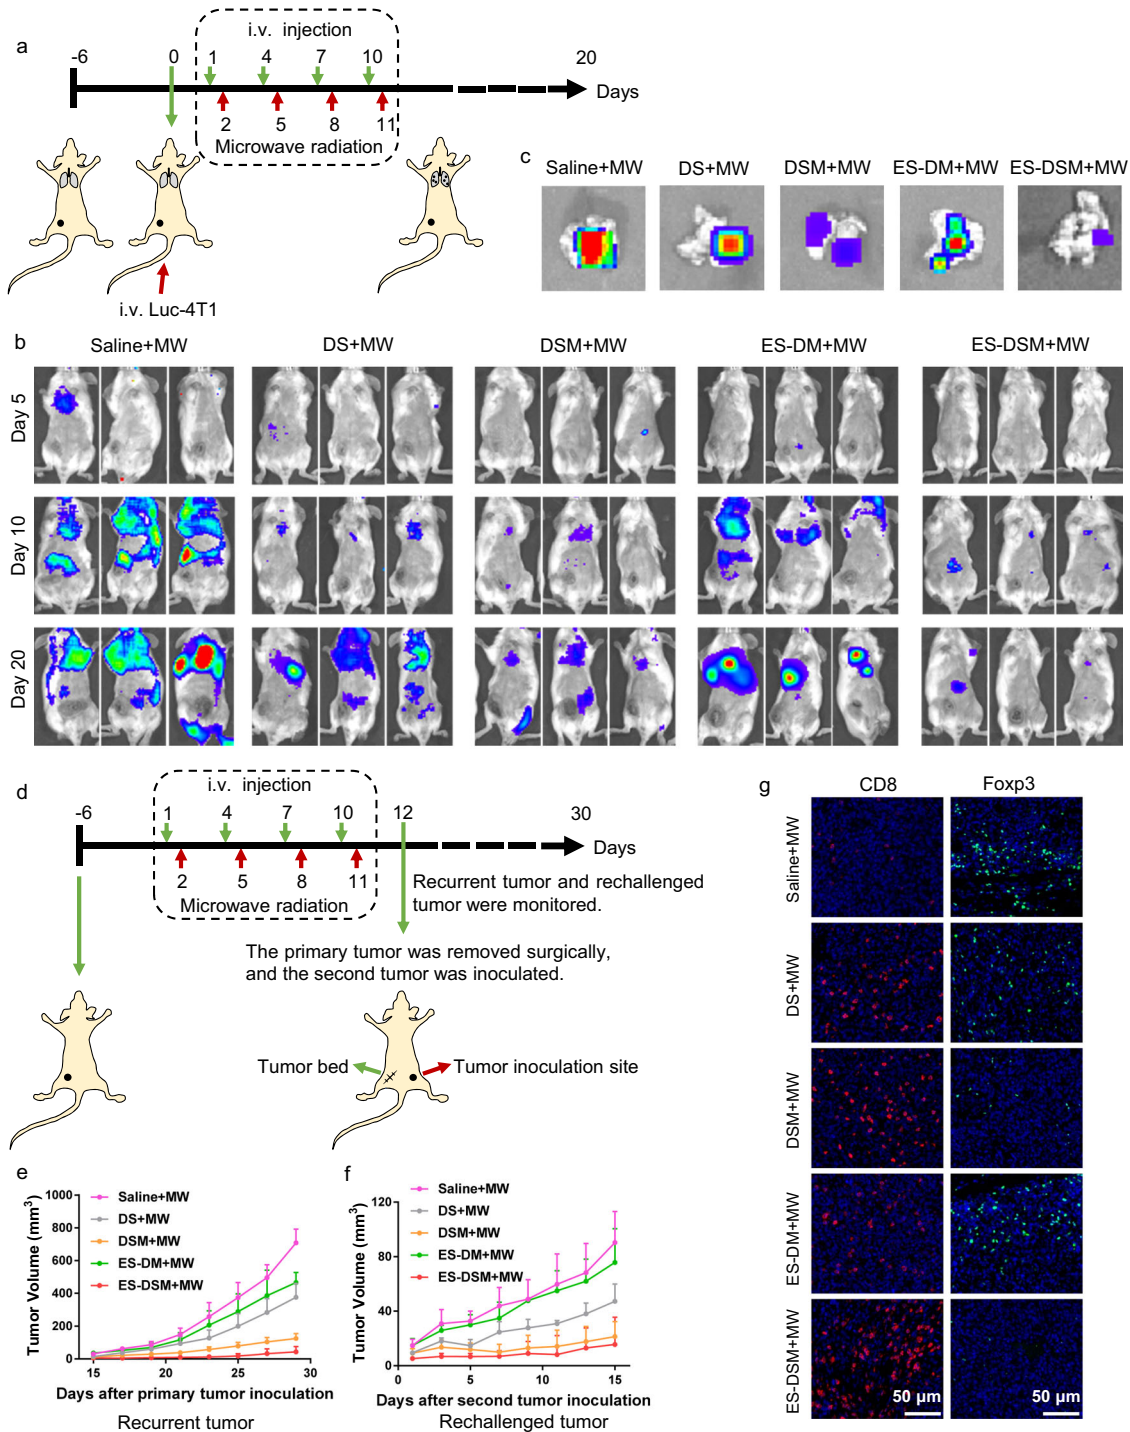 a
i.v. injection
-6
0
1
4
7
10
20
Days
2
5
8
11
Microwave radiation
i.v. Luc-4T1
c
Saline+MW
DS+MW
DSM+MW
ES-DM+MW
ES-DSM+MW
b
Saline+MW
DS+MW
DSM+MW
ES-DM+MW
ES-DSM+MW
Day 5
Day 10
Day 20
d
i.v. injection
-6
1
4
7
10
12
30
Days
2
5
8
11
Microwave radiation
Recurrent tumor and rechallenged
tumor were monitored.
The primary tumor was removed surgically,
and the second tumor was inoculated.
Tumor bed
Tumor inoculation site
e
Tumor Volume (mm³)
1000
800
600
400
200
0
15
20
25
30
Saline+MW
DS+MW
DSM+MW
ES-DM+MW
ES-DSM+MW
Days after primary tumor inoculation
Recurrent tumor
f
Tumor Volume (mm³)
120
80
40
0
0
5
10
15
Saline+MW
DS+MW
DSM+MW
ES-DM+MW
ES-DSM+MW
Days after second tumor inoculation
Rechallenged tumor
g
CD8
Foxp3
Saline+MW
DS+MW
DSM+MW
ES-DM+MW
ES-DSM+MW
50 μm
50 μm